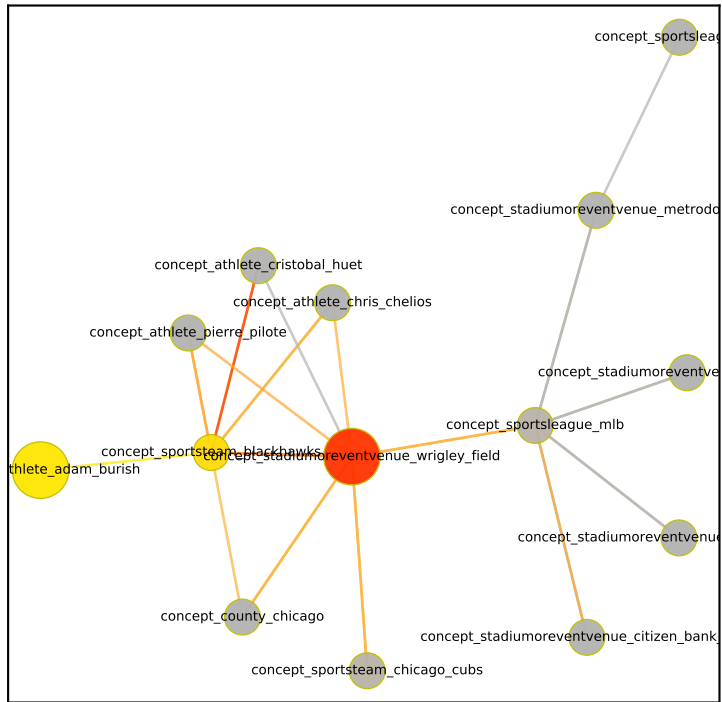 concept_sportsleag
concept_stadiumoreventvenue_metrodo
concept_athlete_cristobal_huet
concept_athlete_chris_chelios
concept_athlete_pierre_pilote
concept_stadiumoreventve
concept_sportsleague_mlb
concept_sportsteam_blackhawks
concept_stadiumoreventvenue_wrigley_field
thlete_adam_burish
concept_stadiumoreventvenue
concept_county_chicago
concept_stadiumoreventvenue_citizen_bank_
concept_sportsteam_chicago_cubs